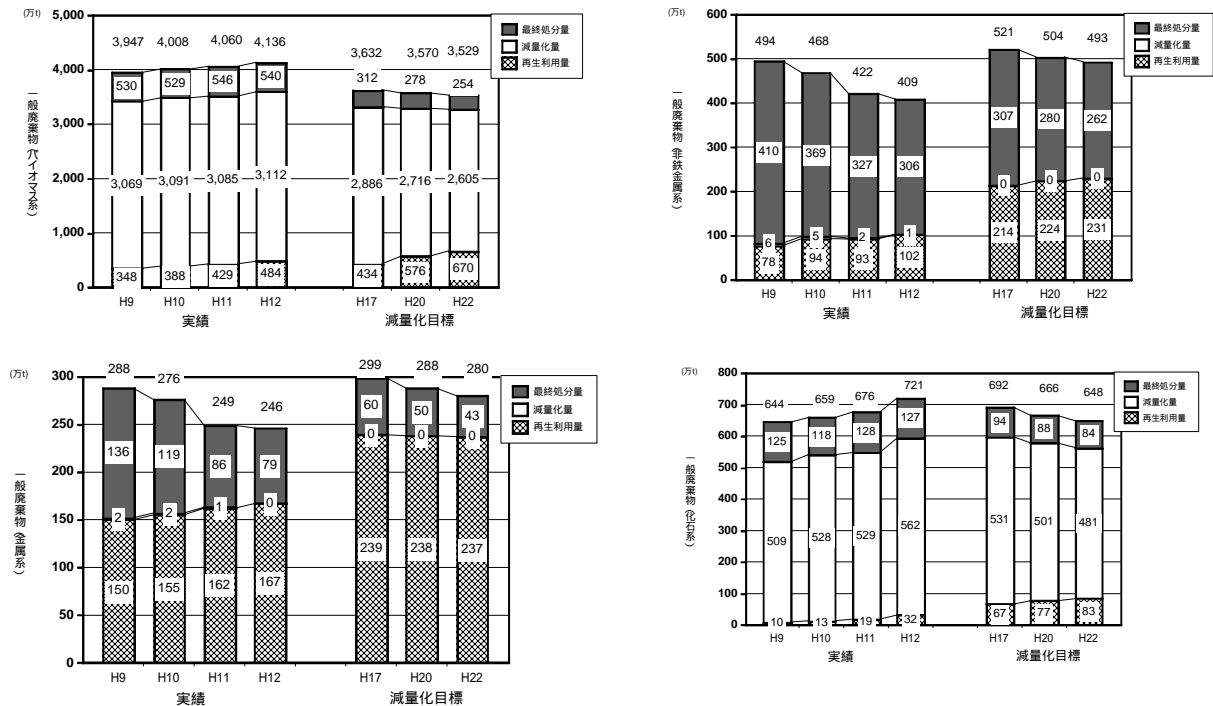 (万t)
5,000
4,000
3,000
2,000
1,000
0
一般廃棄物(バイオマス系)
3,947 4,008 4,060 4,136 3,632 3,570 3,529
530 529 546 540 312 278 254
3,069 3,091 3,085 3,112 2,886 2,716 2,605
348 388 429 484 434 576 670
H9 H10 H11 H12 H17 H20 H22
実績 減量化目標
最終処分量
減量化量
再生利用量
(万t)
600
500
400
300
200
100
0
一般廃棄物(非鉄金属系)
494 468 422 409 521 504 493
410 369 327 306 307 280 262
6 5 2 1 0 0 0
78 94 93 102 214 224 231
H9 H10 H11 H12 H17 H20 H22
実績 減量化目標
最終処分量
減量化量
再生利用量
(万t)
300
250
200
150
100
50
0
一般廃棄物(金属系)
288 276 249 246 299 288 280
136 119 86 79 60 50 43
2 2 1 0 0 0 0
150 155 162 167 239 238 237
H9 H10 H11 H12 H17 H20 H22
実績 減量化目標
最終処分量
減量化量
再生利用量
(万t)
800
700
600
500
400
300
200
100
0
一般廃棄物(化石系)
644 659 676 721 692 666 648
125 118 128 127 94 88 84
509 528 529 562 531 501 481
10 13 19 32 67 77 83
H9 H10 H11 H12 H17 H20 H22
実績 減量化目標
最終処分量
減量化量
再生利用量